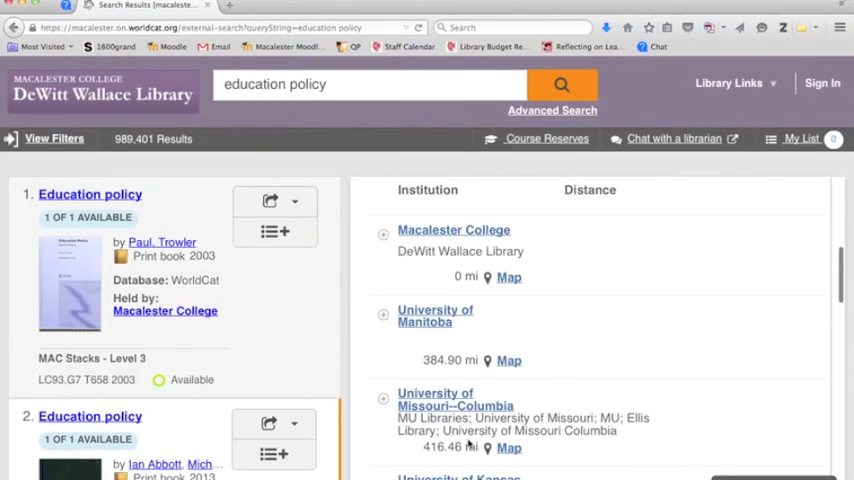 Search Results [macaleste...
https://macalester.on.worldcat.org/external-search?queryString=education policy
Search
Most Visited
1600grand
Moodle
Email
Macalester Moodl...
QP
Staff Calendar
Library Budget Re...
Reflecting on Lea...
Chat
MACALESTER COLLEGE
DeWitt Wallace Library
education policy
Advanced Search
Library Links
Sign In
View Filters
989,401 Results
Course Reserves
Chat with a librarian
My List 0
1. Education policy
1 OF 1 AVAILABLE
by Paul. Trowler
Print book 2003
Database: WorldCat
Held by:
Macalester College
MAC Stacks - Level 3
LC93.G7 T658 2003 Available
2. Education policy
1 OF 1 AVAILABLE
by Ian Abbott, Mich...
Print book 2013
Institution Distance
Macalester College
DeWitt Wallace Library
0 mi Map
University of
Manitoba
384.90 mi Map
University of
Missouri--Columbia
MU Libraries; University of Missouri; MU; Ellis
Library; University of Missouri Columbia
416.46 mi Map
University of Kansas